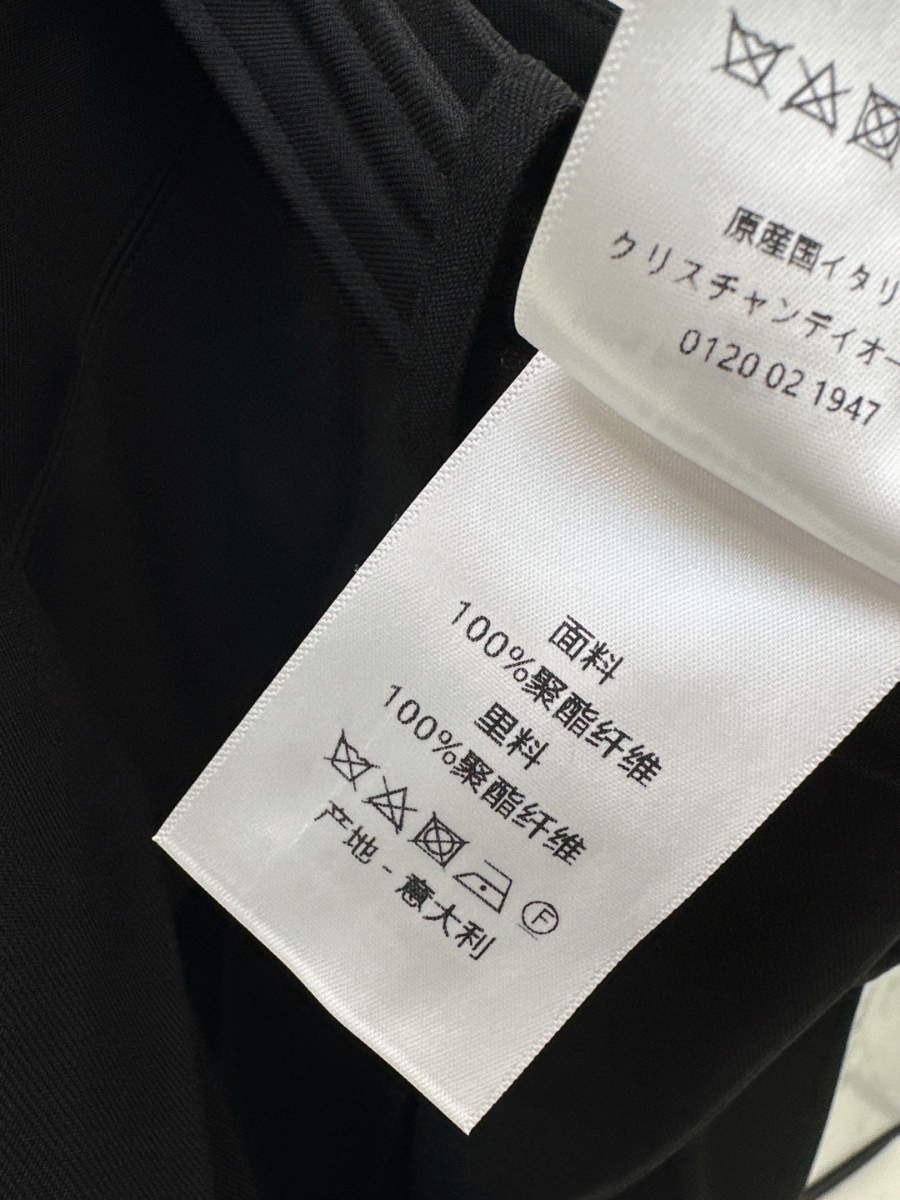 原産国イタリ
クリスチャンディオー
0120 02 1947
面料
100%聚酯纤维
里料
100%聚酯纤维
F
产地 - 意大利